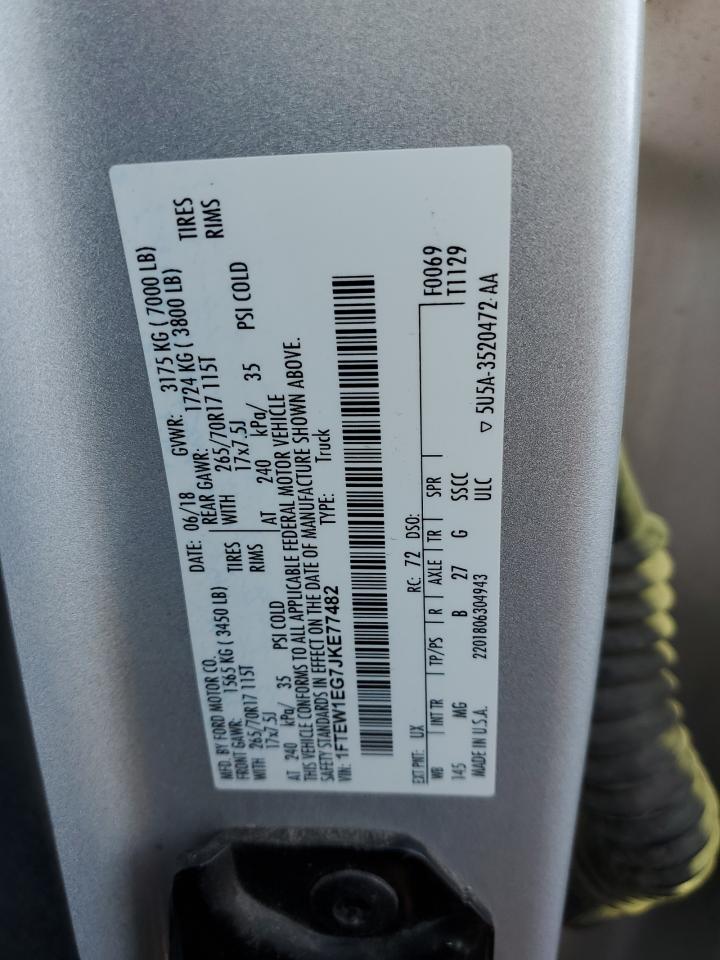 MFD. BY FORD MOTOR CO.
DATE: 06/18 GVWR: 3175 KG ( 7000 LB)
FRONT GAWR: 1565 KG ( 3450 LB) REAR GAWR: 1724 KG ( 3800 LB)
WITH 265/70R17 115T TIRES WITH 265/70R17 115T TIRES
17x7.5J RIMS 17x7.5J RIMS
AT 240 kPa/ 35 PSI COLD AT 240 kPa/ 35 PSI COLD
THIS VEHICLE CONFORMS TO ALL APPLICABLE FEDERAL MOTOR VEHICLE
SAFETY STANDARDS IN EFFECT ON THE DATE OF MANUFACTURE SHOWN ABOVE.
VIN: 1FTEW1EG7JKE77482 TYPE: Truck
EXT PNT: UX RC: 72 DSO: F0069
WB INT TR TP/PS R AXLE TR SPR T1129
145 MG B 27 G SSCC
2201806304943 ULC
MADE IN U.S.A. ▽ 5U5A-3520472 AA